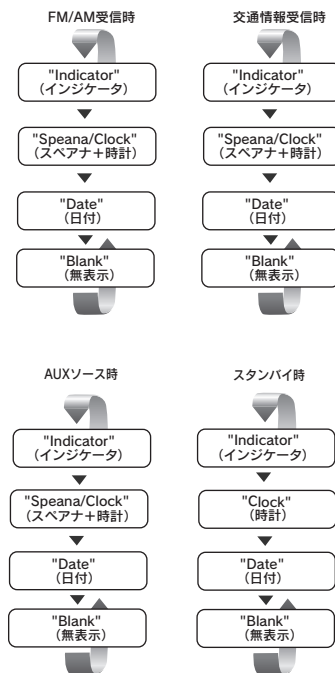 FM/AM受信時
"Indicator"
（インジケータ）
"Speana/Clock"
（スペアナ＋時計）
"Date"
（日付）
"Blank"
（無表示）
交通情報受信時
"Indicator"
（インジケータ）
"Speana/Clock"
（スペアナ＋時計）
"Date"
（日付）
"Blank"
（無表示）
AUXソース時
"Indicator"
（インジケータ）
"Speana/Clock"
（スペアナ＋時計）
"Date"
（日付）
"Blank"
（無表示）
スタンバイ時
"Indicator"
（インジケータ）
"Clock"
（時計）
"Date"
（日付）
"Blank"
（無表示）